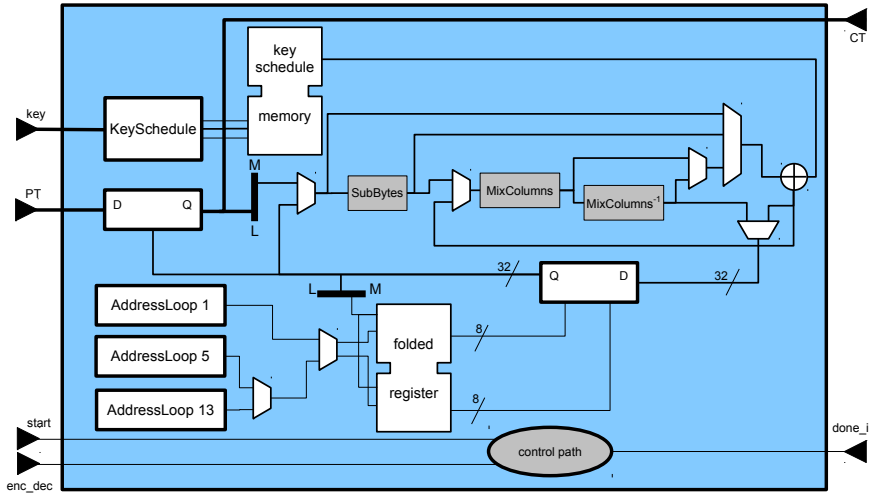 CT
key
schedule
key
KeySchedule
memory
M
PT
D
Q
SubBytes
MixColumns
MixColumns-1
L
L
M
32
Q
D
32
AddressLoop 1
folded
8
AddressLoop 5
register
8
AddressLoop 13
start
control path
done_i
enc_dec